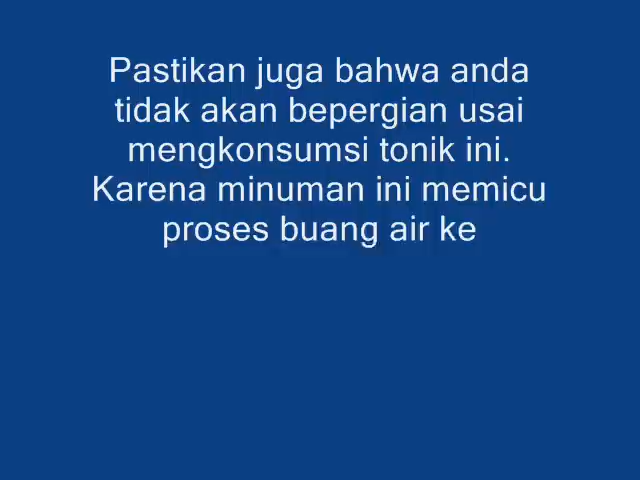 Pastikan juga bahwa anda
tidak akan bepergian usai
mengkonsumsi tonik ini.
Karena minuman ini memicu
proses buang air ke